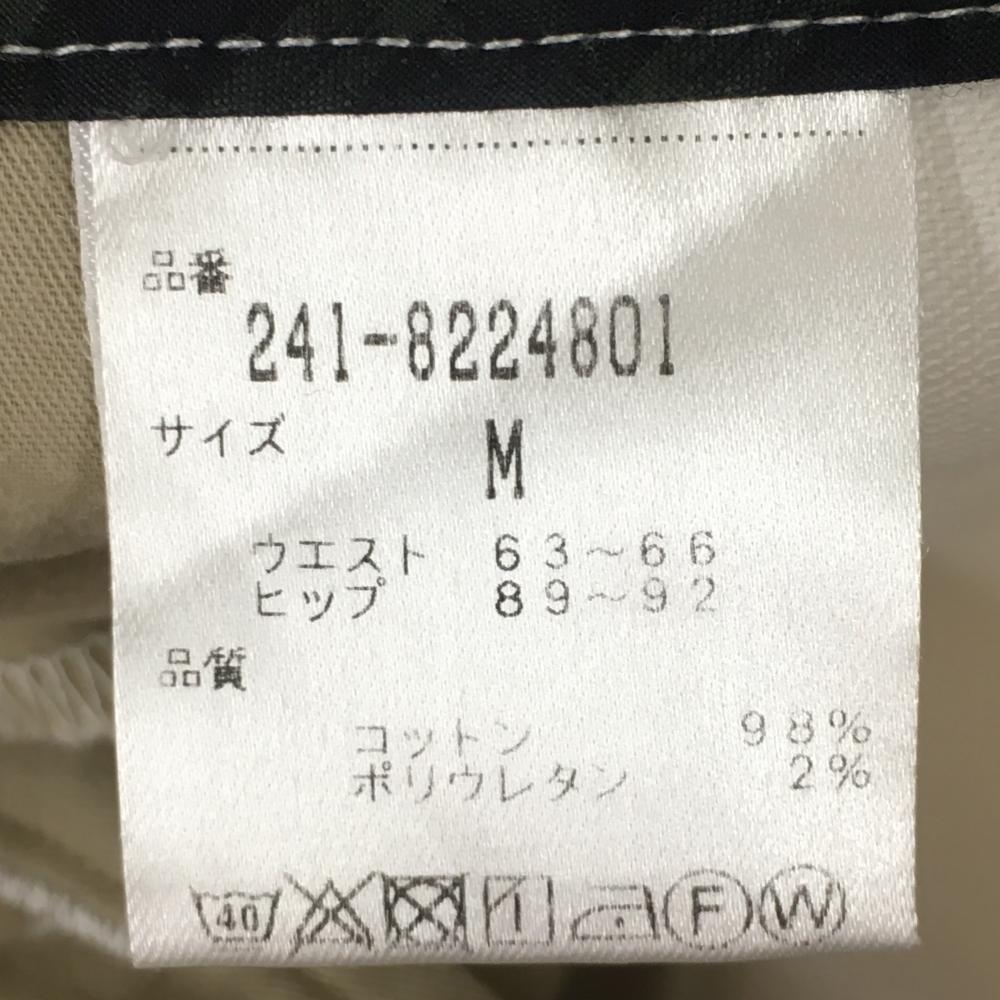 品番
241-8224801
サイズ M
ウエスト 63~66
ヒップ 89~92
品質
コットン 98%
ポリウレタン 2%
40 F W